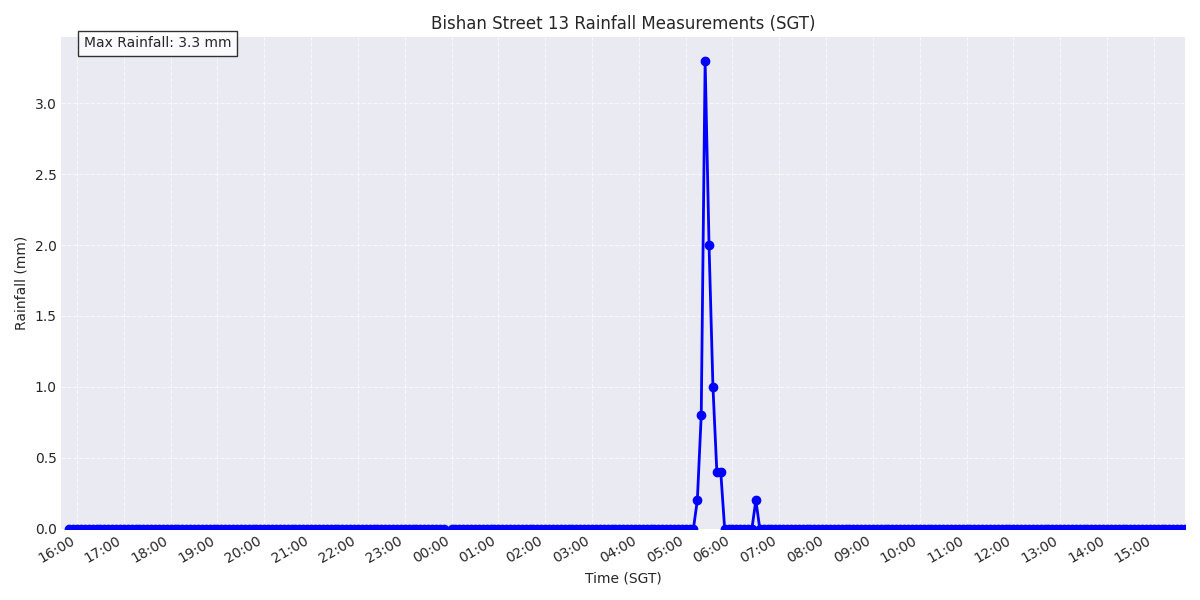 Bishan Street 13 Rainfall Measurements (SGT)
Max Rainfall: 3.3 mm
Rainfall (mm)
3.0
2.5
2.0
1.5
1.0
0.5
0.0
16:00 17:00 18:00 19:00 20:00 21:00 22:00 23:00 00:00 01:00 02:00 03:00 04:00 05:00 06:00 07:00 08:00 09:00 10:00 11:00 12:00 13:00 14:00 15:00
Time (SGT)